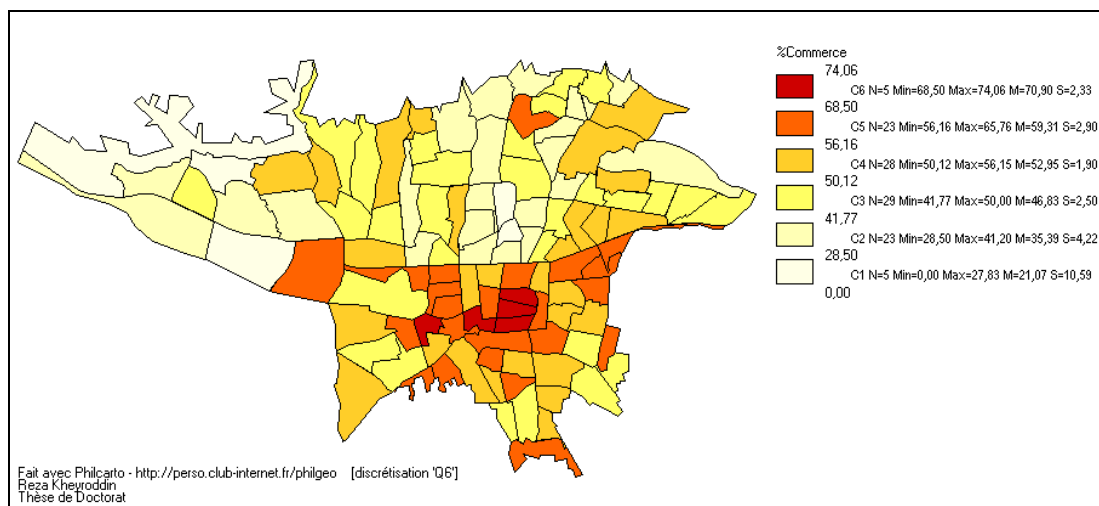 %Commerce
74,06
C6 N=5 Min=68,50 Max=74,06 M=70,90 S=2,33
68,50
C5 N=23 Min=56,16 Max=65,76 M=59,31 S=2,90
56,16
C4 N=28 Min=50,12 Max=56,15 M=52,95 S=1,90
50,12
C3 N=29 Min=41,77 Max=50,00 M=46,83 S=2,50
41,77
C2 N=23 Min=28,50 Max=41,20 M=35,39 S=4,22
28,50
C1 N=5 Min=0,00 Max=27,83 M=21,07 S=10,59
0,00
Fait avec Philcarto - http://perso.club-internet.fr/philgeo [discrétisation 'Q6']
Reza Kheyroddin
Thèse de Doctorat